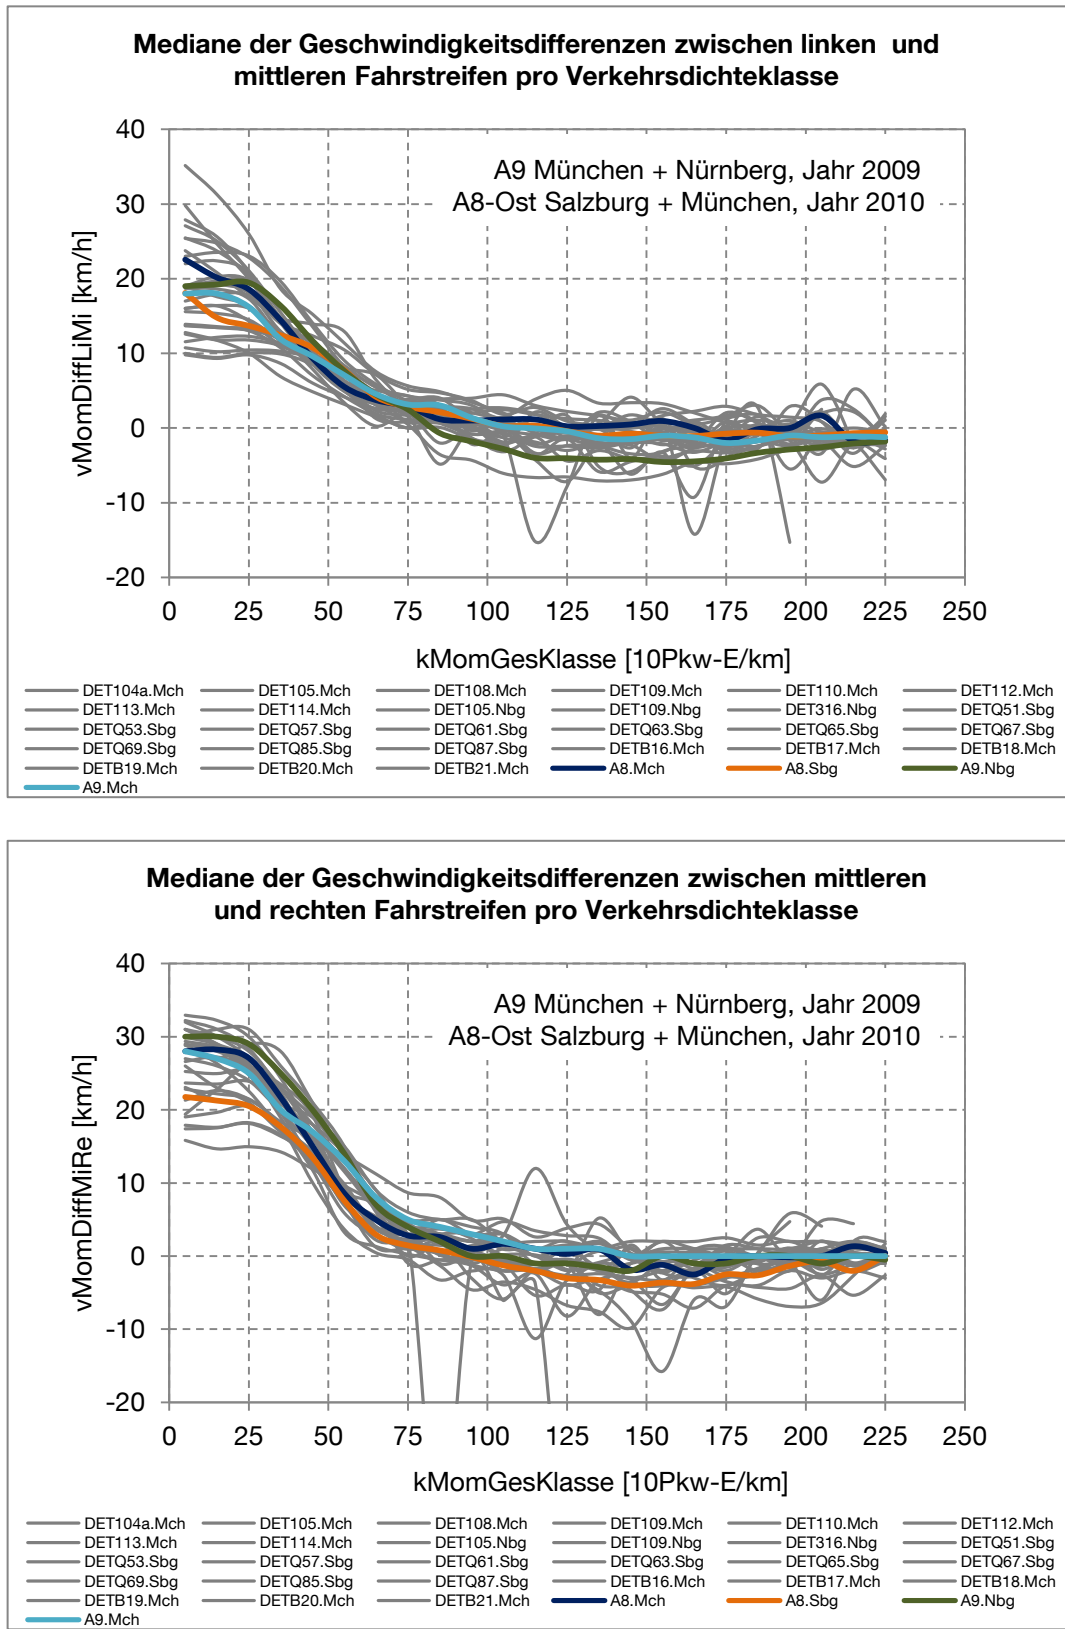 Mediane der Geschwindigkeitsdifferenzen zwischen linken und
mittleren Fahrstreifen pro Verkehrsdichteklasse
A9 München + Nürnberg, Jahr 2009
A8-Ost Salzburg + München, Jahr 2010
vMomDiffLiMi [km/h]
40
30
20
10
0
-10
-20
0 25 50 75 100 125 150 175 200 225 250
kMomGesKlasse [10Pkw-E/km]
DET104a.Mch DET105.Mch DET108.Mch DET109.Mch DET110.Mch DET112.Mch
DET113.Mch DET114.Mch DET105.Nbg DET109.Nbg DET316.Nbg DETQ51.Sbg
DETQ53.Sbg DETQ57.Sbg DETQ61.Sbg DETQ63.Sbg DETQ65.Sbg DETQ67.Sbg
DETQ69.Sbg DETQ85.Sbg DETQ87.Sbg DETB16.Mch DETB17.Mch DETB18.Mch
DETB19.Mch DETB20.Mch DETB21.Mch A8.Mch A8.Sbg A9.Nbg
A9.Mch
Mediane der Geschwindigkeitsdifferenzen zwischen mittleren
und rechten Fahrstreifen pro Verkehrsdichteklasse
A9 München + Nürnberg, Jahr 2009
A8-Ost Salzburg + München, Jahr 2010
vMomDiffMiRe [km/h]
40
30
20
10
0
-10
-20
0 25 50 75 100 125 150 175 200 225 250
kMomGesKlasse [10Pkw-E/km]
DET104a.Mch DET105.Mch DET108.Mch DET109.Mch DET110.Mch DET112.Mch
DET113.Mch DET114.Mch DET105.Nbg DET109.Nbg DET316.Nbg DETQ51.Sbg
DETQ53.Sbg DETQ57.Sbg DETQ61.Sbg DETQ63.Sbg DETQ65.Sbg DETQ67.Sbg
DETQ69.Sbg DETQ85.Sbg DETQ87.Sbg DETB16.Mch DETB17.Mch DETB18.Mch
DETB19.Mch DETB20.Mch DETB21.Mch A8.Mch A8.Sbg A9.Nbg
A9.Mch